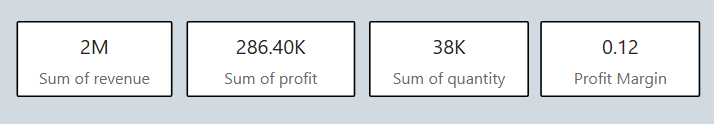 2M
Sum of revenue
286.40K
Sum of profit
38K
Sum of quantity
0.12
Profit Margin